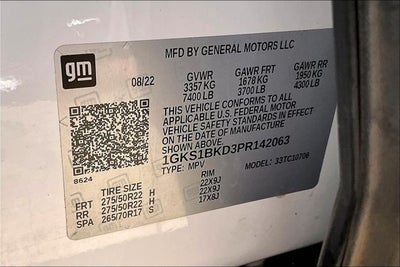 gm
MFD BY GENERAL MOTORS LLC
08/22 GVWR GAWR FRT GAWR RR
3357 KG 1678 KG 1950 KG
7400 LB 3700 LB 4300 LB
THIS VEHICLE CONFORMS TO ALL
APPLICABLE U.S. FEDERAL MOTOR
VEHICLE SAFETY STANDARDS IN EFFECT
ON THE DATE OF MANUFACTURE
SHOWN ABOVE.
1GKS1BKD3PR142063
8624 TYPE: MPV MODEL: 33TC10706
TIRE SIZE RIM
FRT 275/50R22 H 22X9J
RR 275/50R22 H 22X9J
SPA 265/70R17 S 17X8J